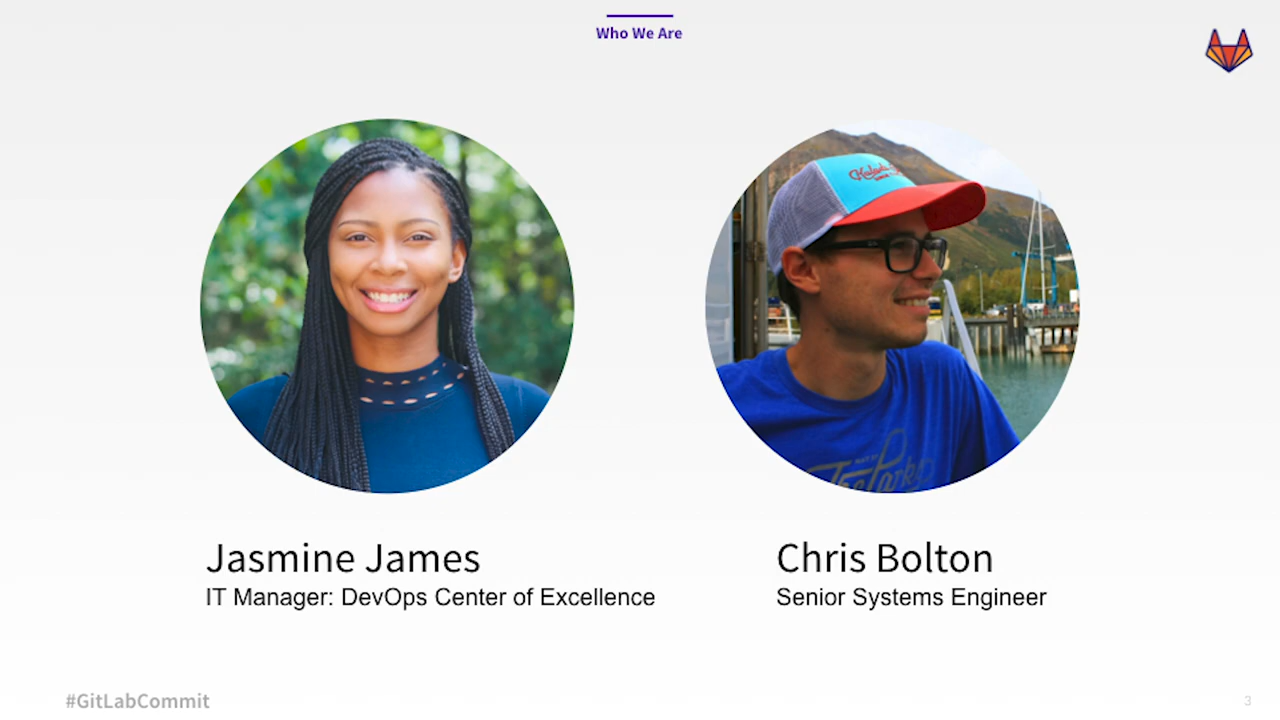 Who We Are
Jasmine James
IT Manager: DevOps Center of Excellence
Chris Bolton
Senior Systems Engineer
#GitLabCommit
3